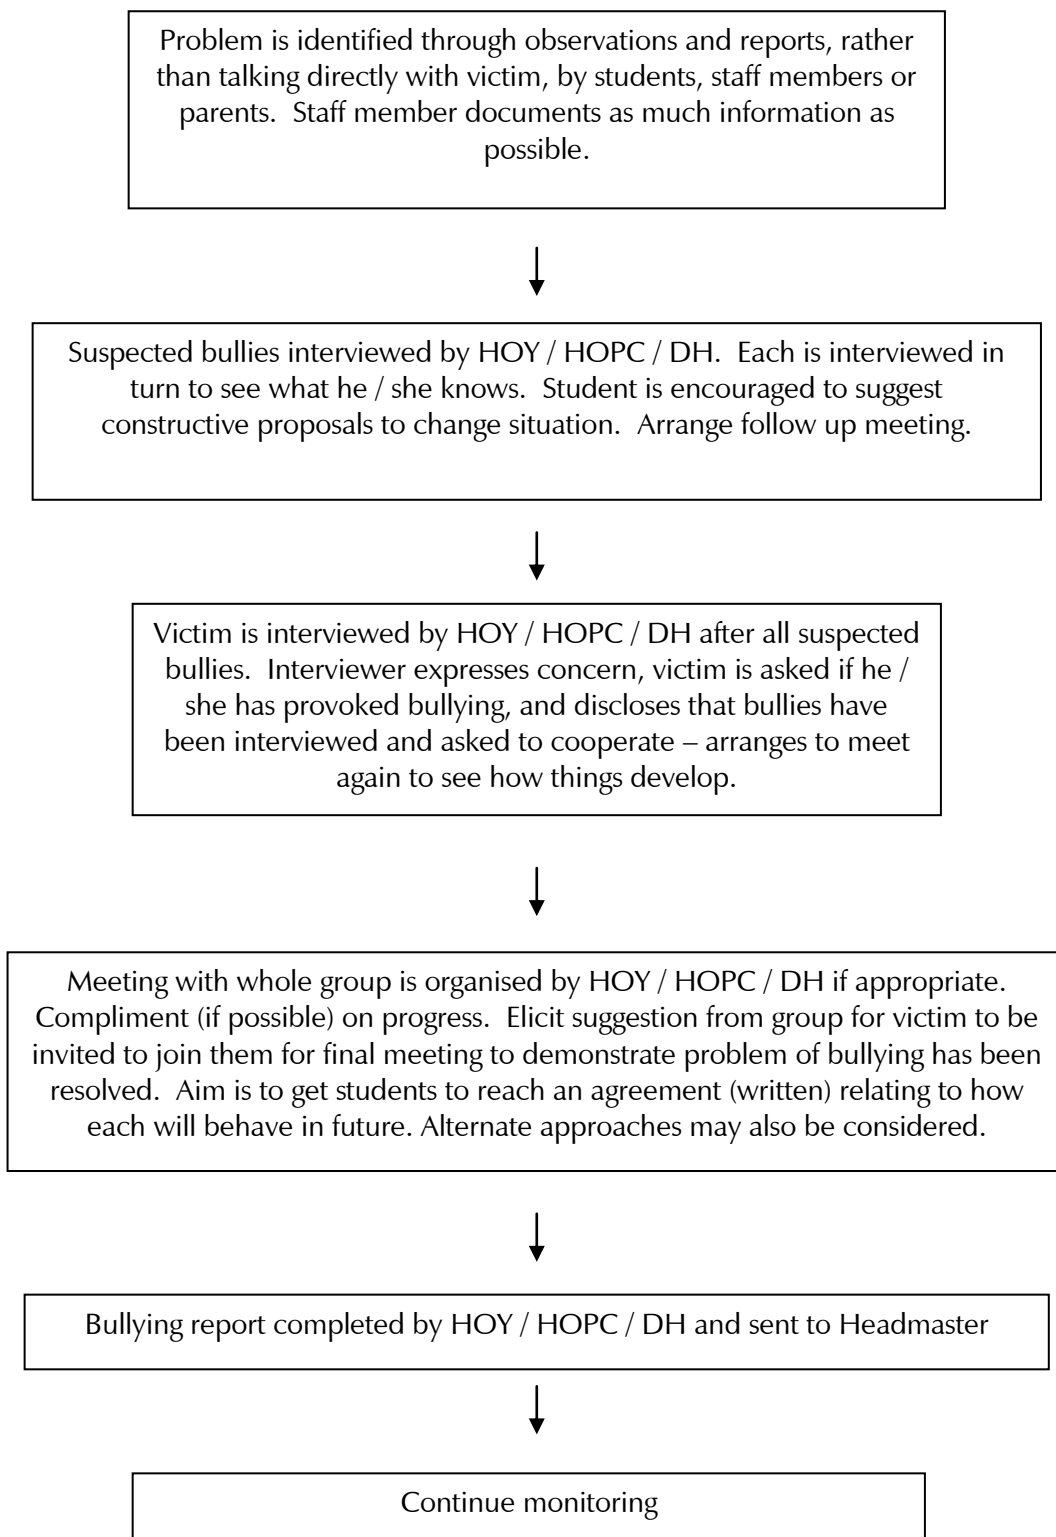 Problem is identified through observations and reports, rather
than talking directly with victim, by students, staff members or
parents.  Staff member documents as much information as
possible.
Suspected bullies interviewed by HOY / HOPC / DH.  Each is interviewed in
turn to see what he / she knows.  Student is encouraged to suggest
constructive proposals to change situation.  Arrange follow up meeting.
Victim is interviewed by HOY / HOPC / DH after all suspected
bullies.  Interviewer expresses concern, victim is asked if he /
she has provoked bullying, and discloses that bullies have
been interviewed and asked to cooperate – arranges to meet
again to see how things develop.
Meeting with whole group is organised by HOY / HOPC / DH if appropriate.
Compliment (if possible) on progress.  Elicit suggestion from group for victim to be
invited to join them for final meeting to demonstrate problem of bullying has been
resolved.  Aim is to get students to reach an agreement (written) relating to how
each will behave in future. Alternate approaches may also be considered.
Bullying report completed by HOY / HOPC / DH and sent to Headmaster
Continue monitoring